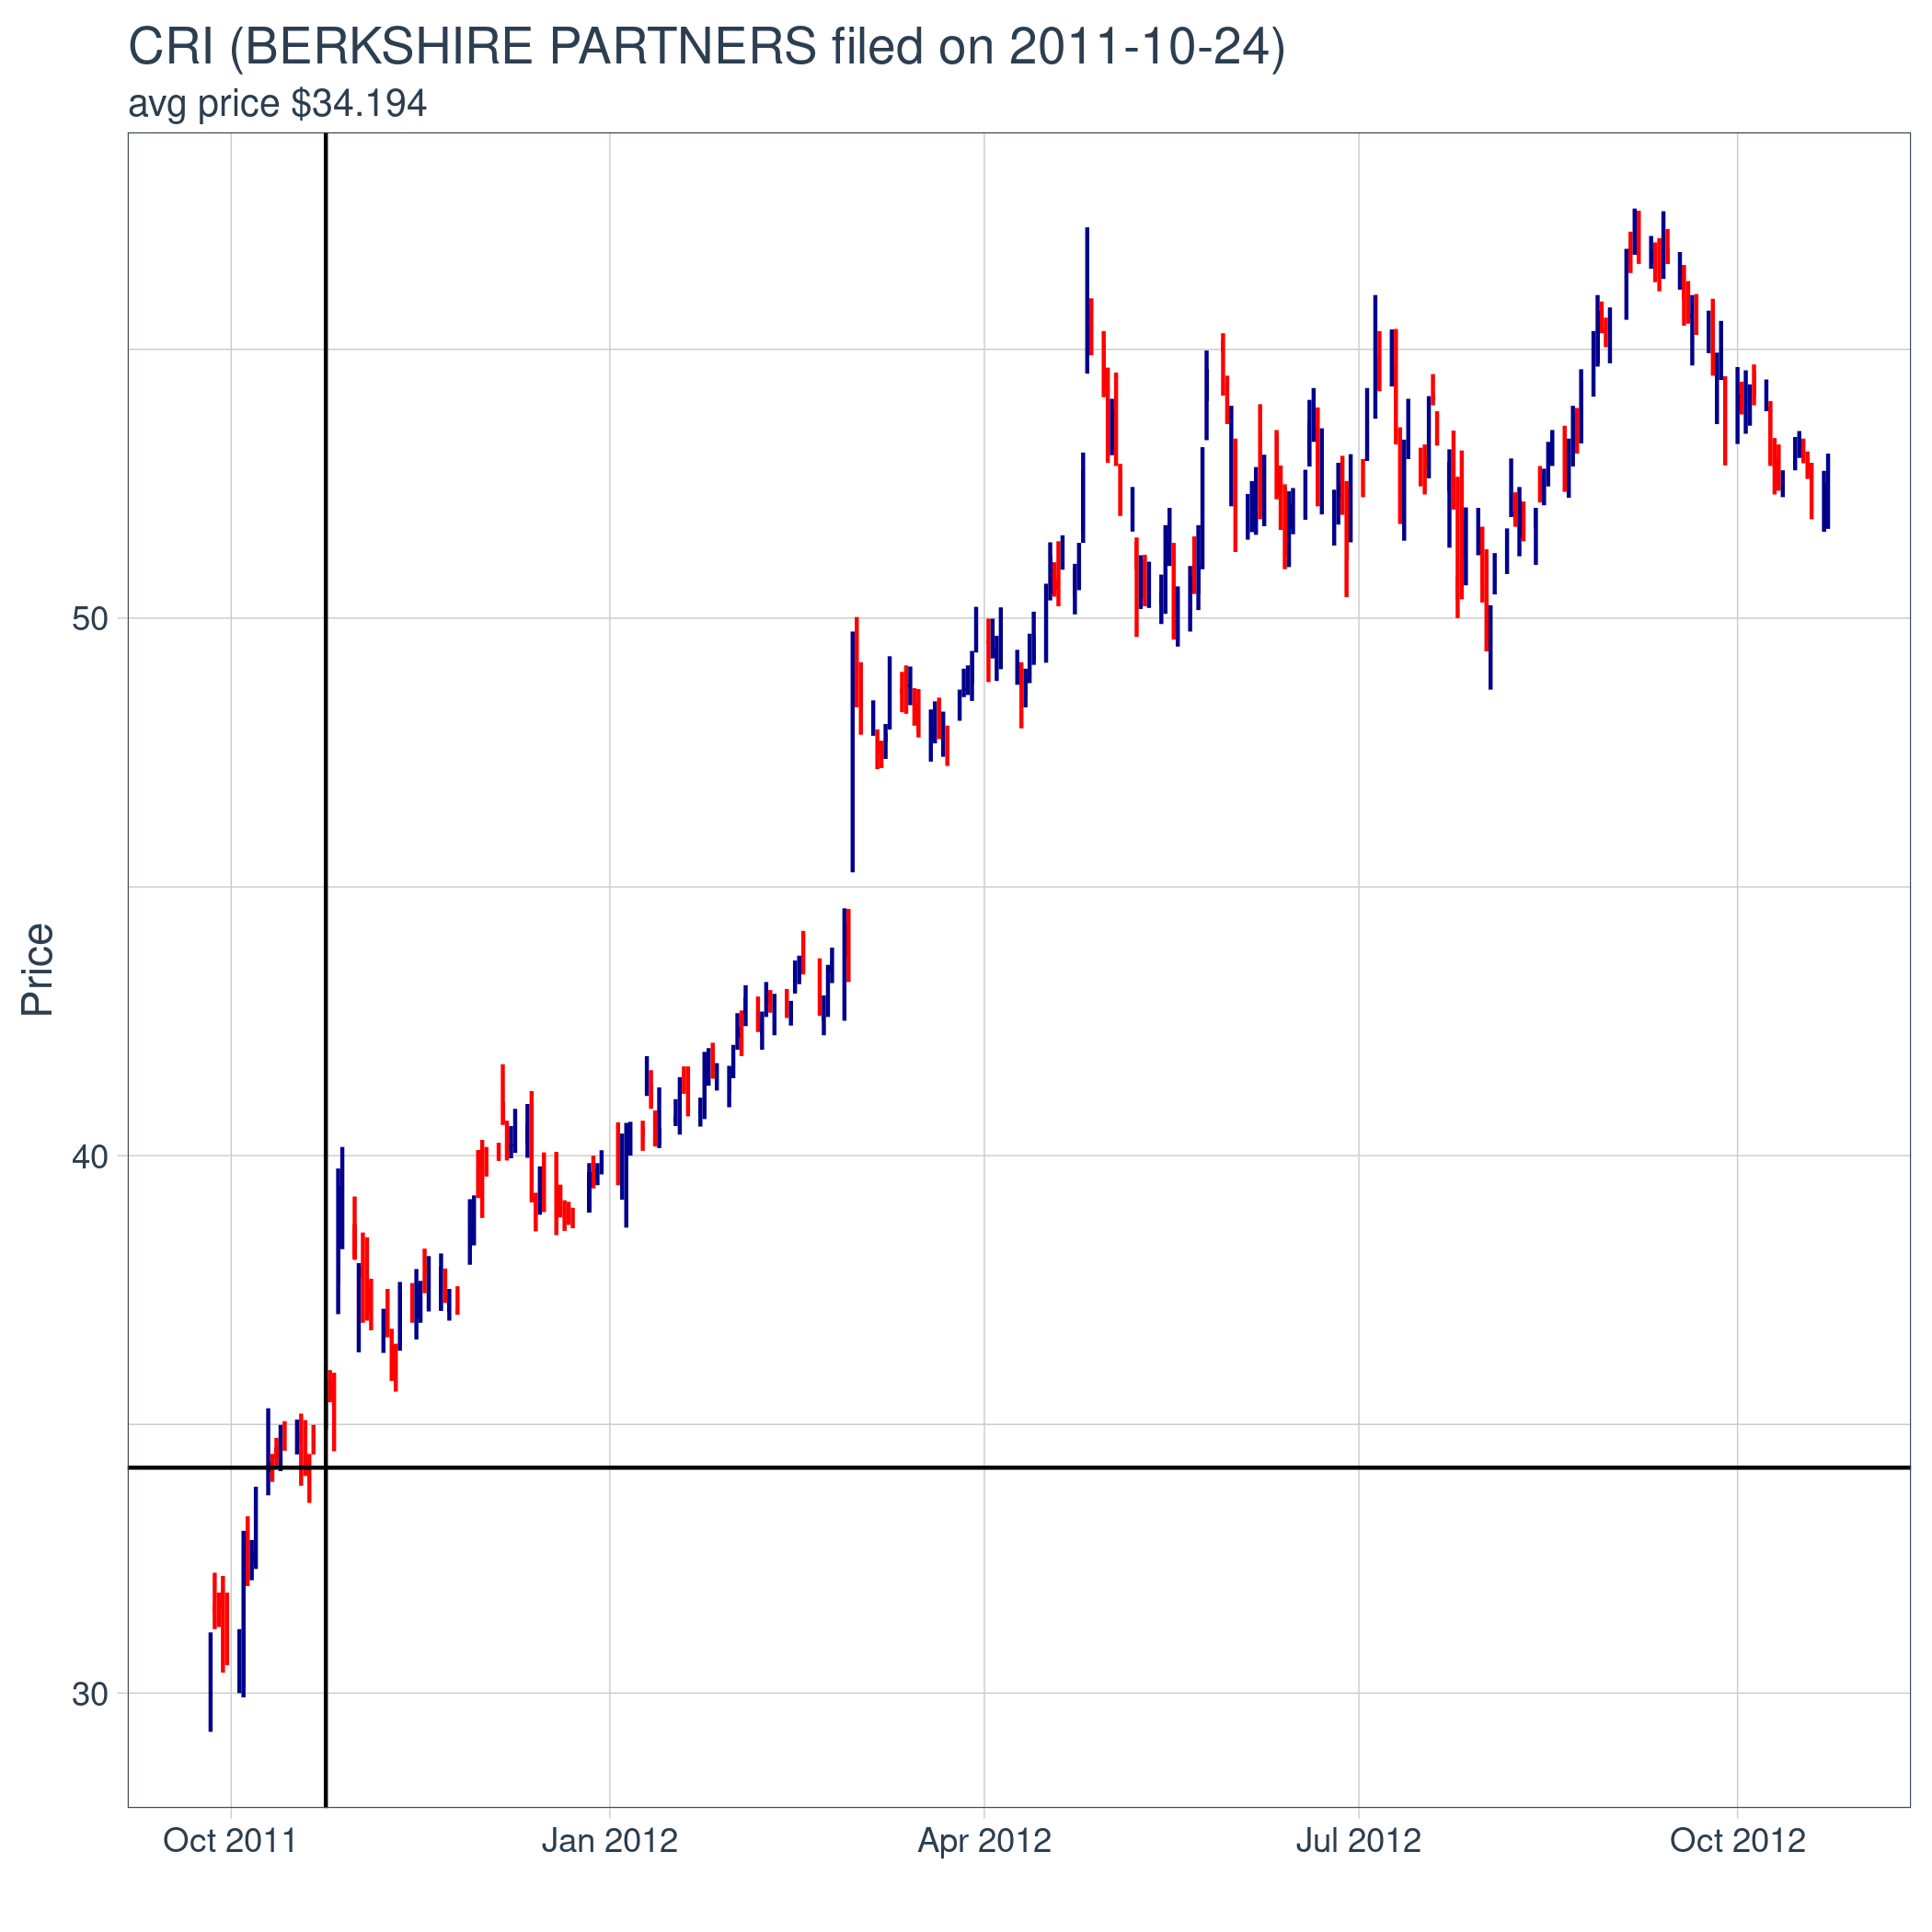 CRI (BERKSHIRE PARTNERS filed on 2011-10-24)
avg price $34.194
Price
50
40
30
Oct 2011
Jan 2012
Apr 2012
Jul 2012
Oct 2012